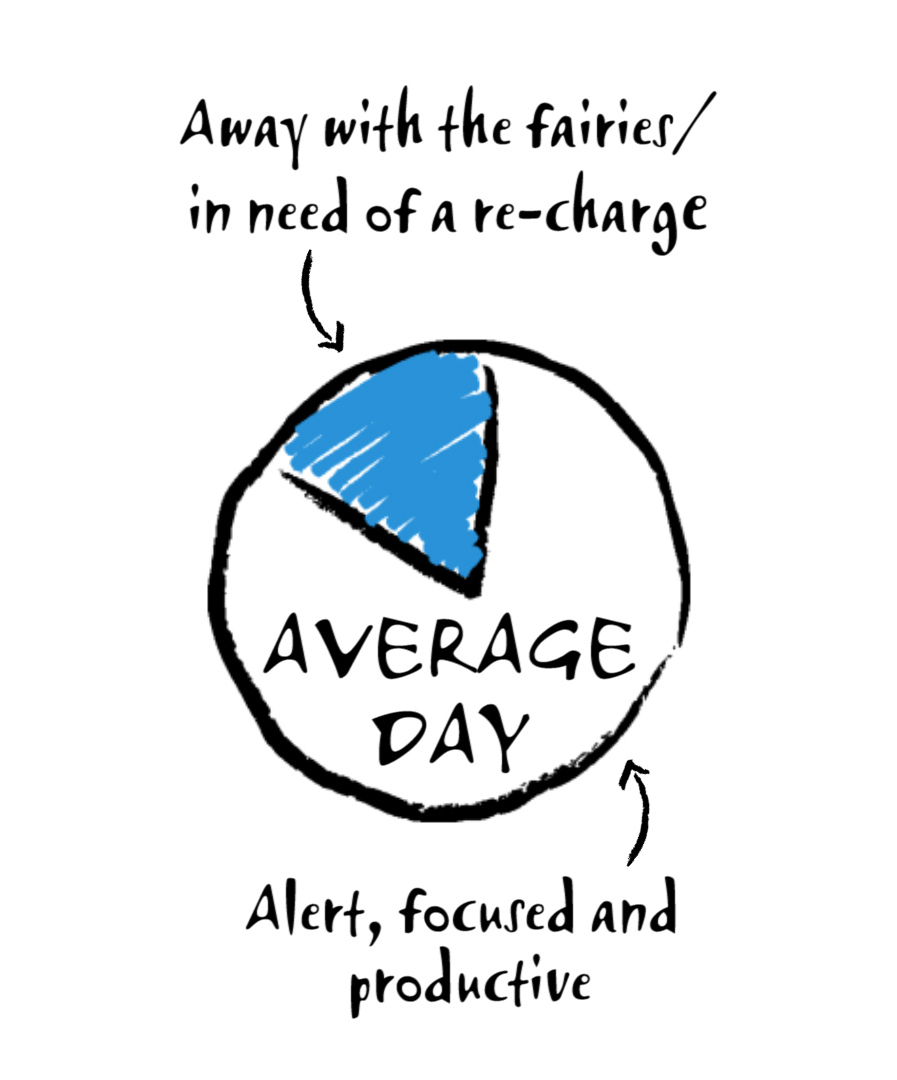 Away with the fairies/
in need of a re-charge
AVERAGE
DAY
Alert, focused and
productive